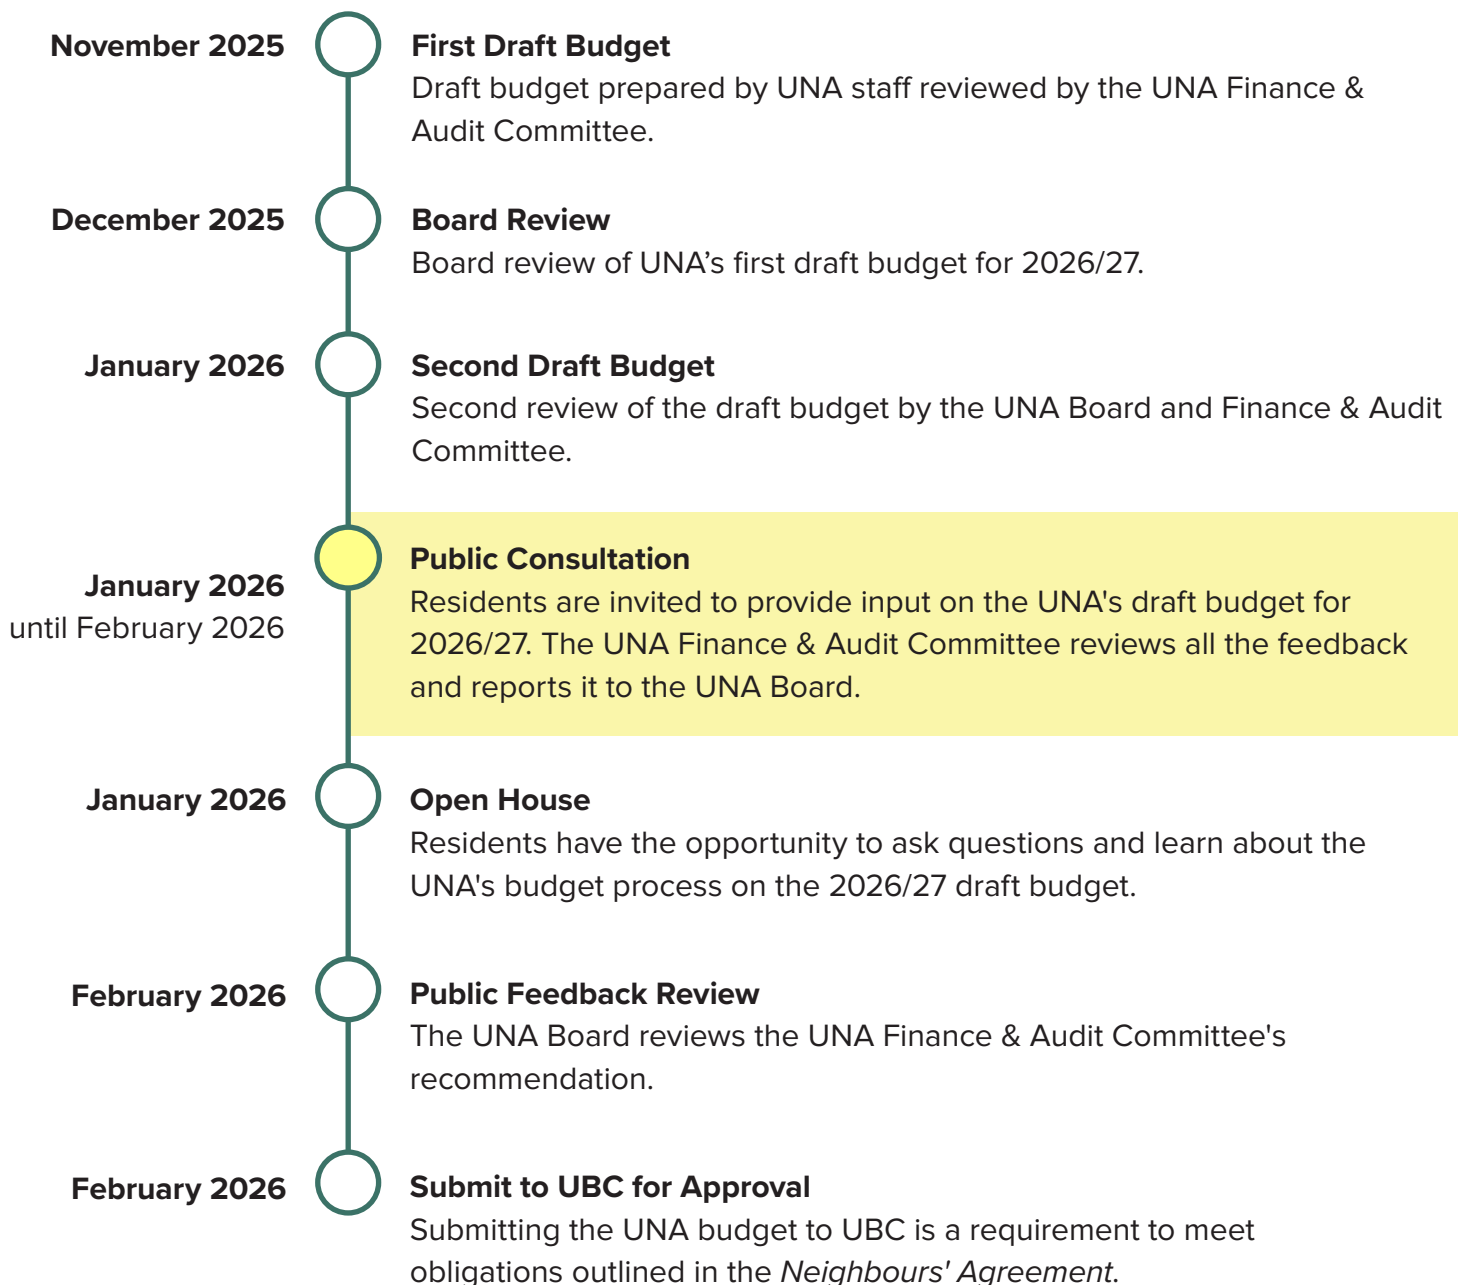 November 2025
First Draft Budget
Draft budget prepared by UNA staff reviewed by the UNA Finance &
Audit Committee.
December 2025
Board Review
Board review of UNA’s first draft budget for 2026/27.
January 2026
Second Draft Budget
Second review of the draft budget by the UNA Board and Finance & Audit
Committee.
January 2026
until February 2026
Public Consultation
Residents are invited to provide input on the UNA's draft budget for
2026/27. The UNA Finance & Audit Committee reviews all the feedback
and reports it to the UNA Board.
January 2026
Open House
Residents have the opportunity to ask questions and learn about the
UNA's budget process on the 2026/27 draft budget.
February 2026
Public Feedback Review
The UNA Board reviews the UNA Finance & Audit Committee's
recommendation.
February 2026
Submit to UBC for Approval
Submitting the UNA budget to UBC is a requirement to meet
obligations outlined in the Neighbours' Agreement.